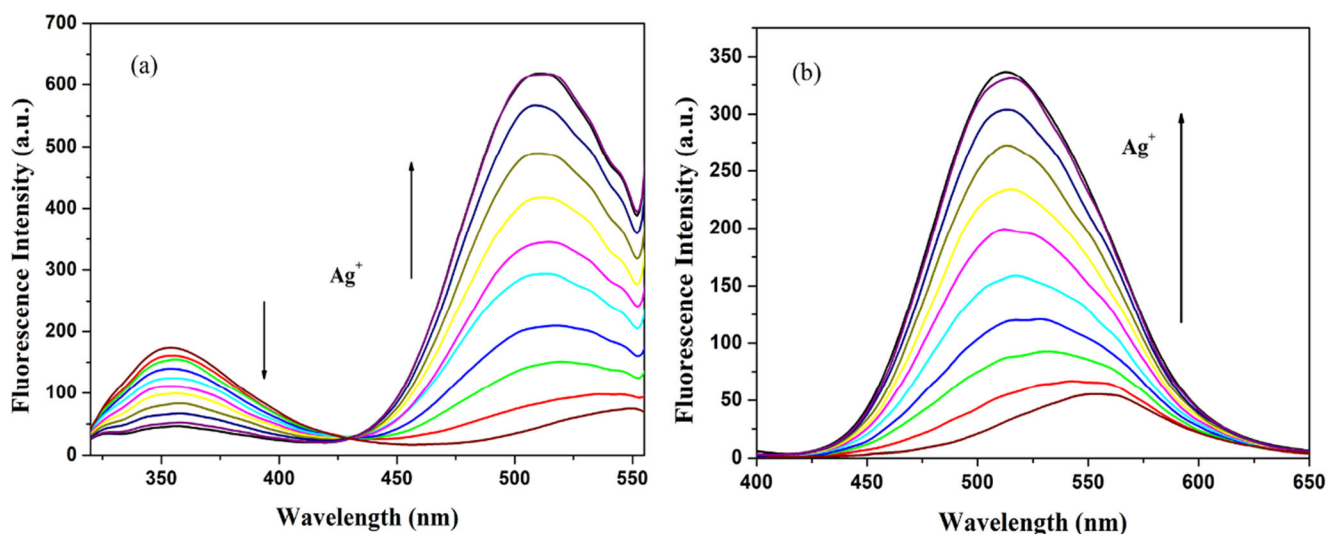 (a)
Fluorescence Intensity (a.u.)
700
600
500
400
300
200
100
0
Ag⁺
350 400 450 500 550
Wavelength (nm)
(b)
Fluorescence Intensity (a.u.)
350
300
250
200
150
100
50
0
Ag⁺
400 450 500 550 600 650
Wavelength (nm)